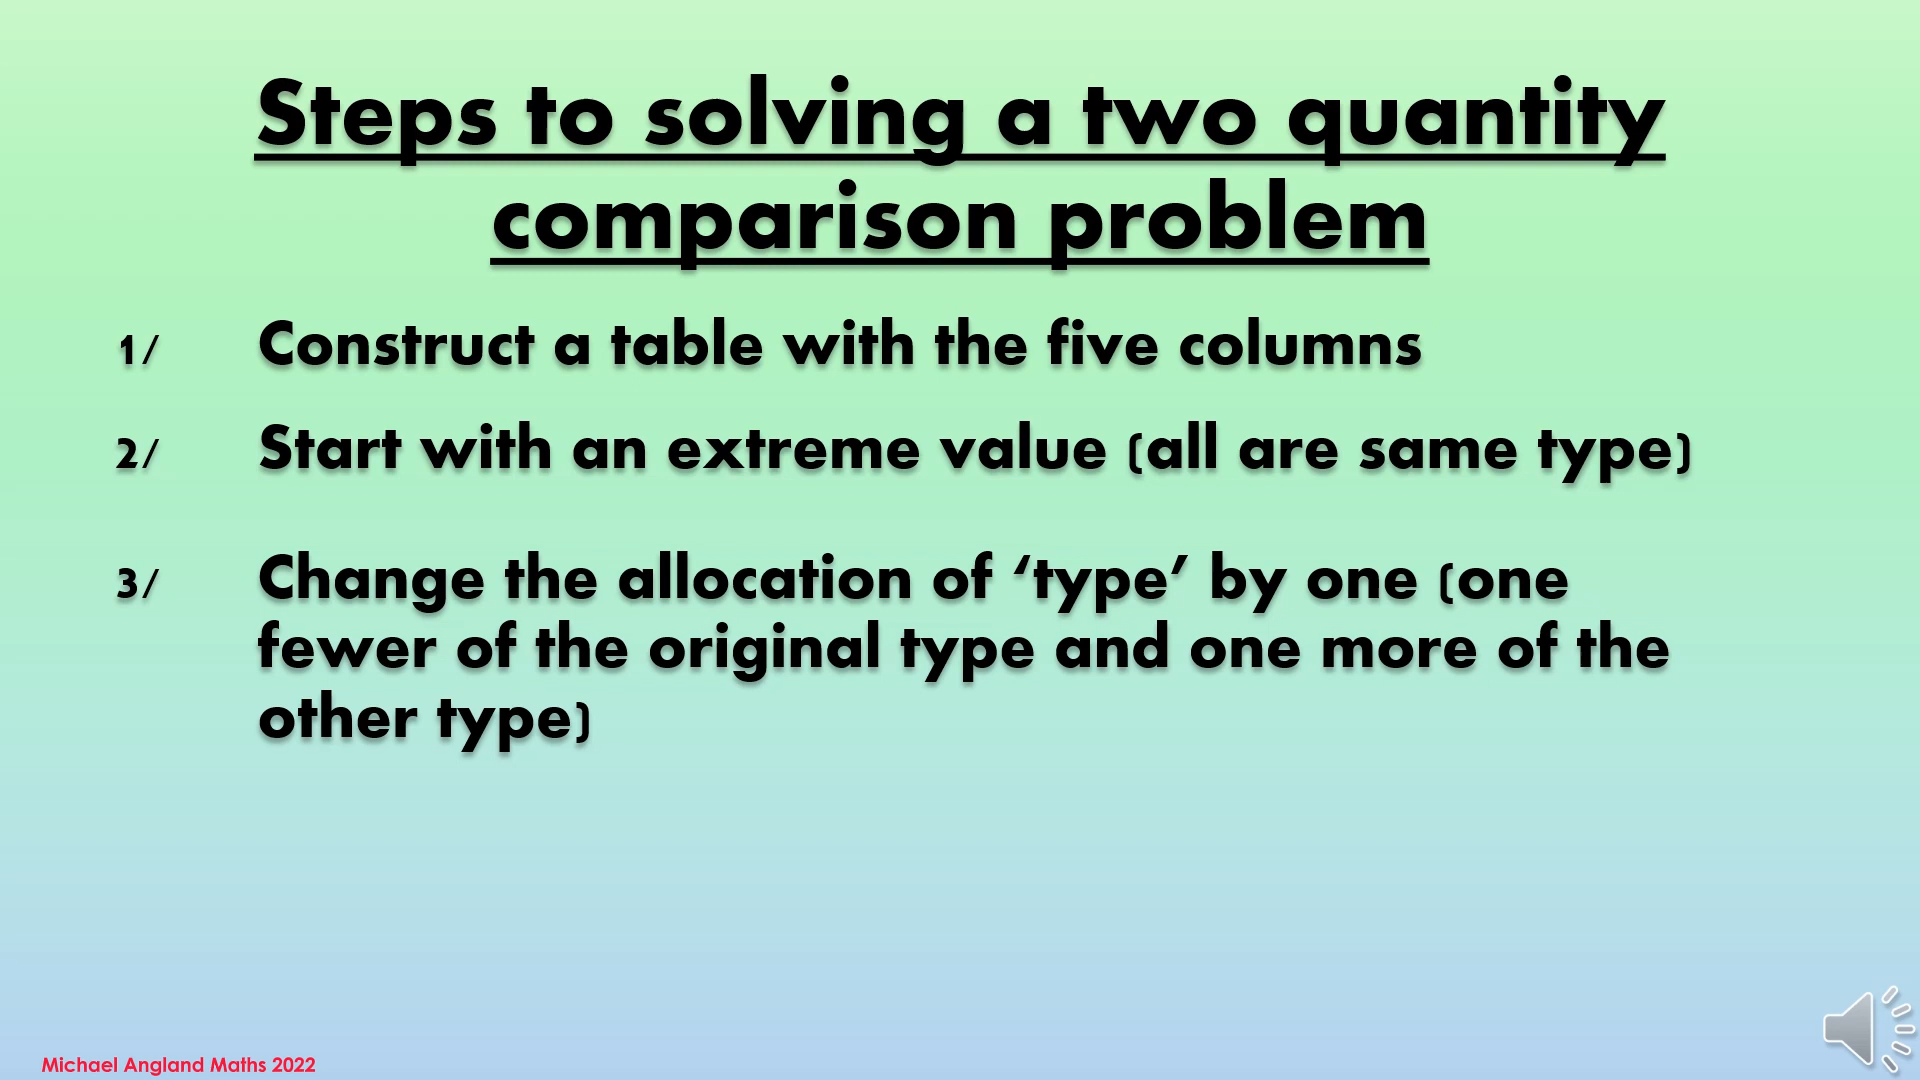 Steps to solving a two quantity
comparison problem
1/ Construct a table with the five columns
2/ Start with an extreme value (all are same type)
3/ Change the allocation of ‘type’ by one (one
fewer of the original type and one more of the
other type)
Michael Angland Maths 2022